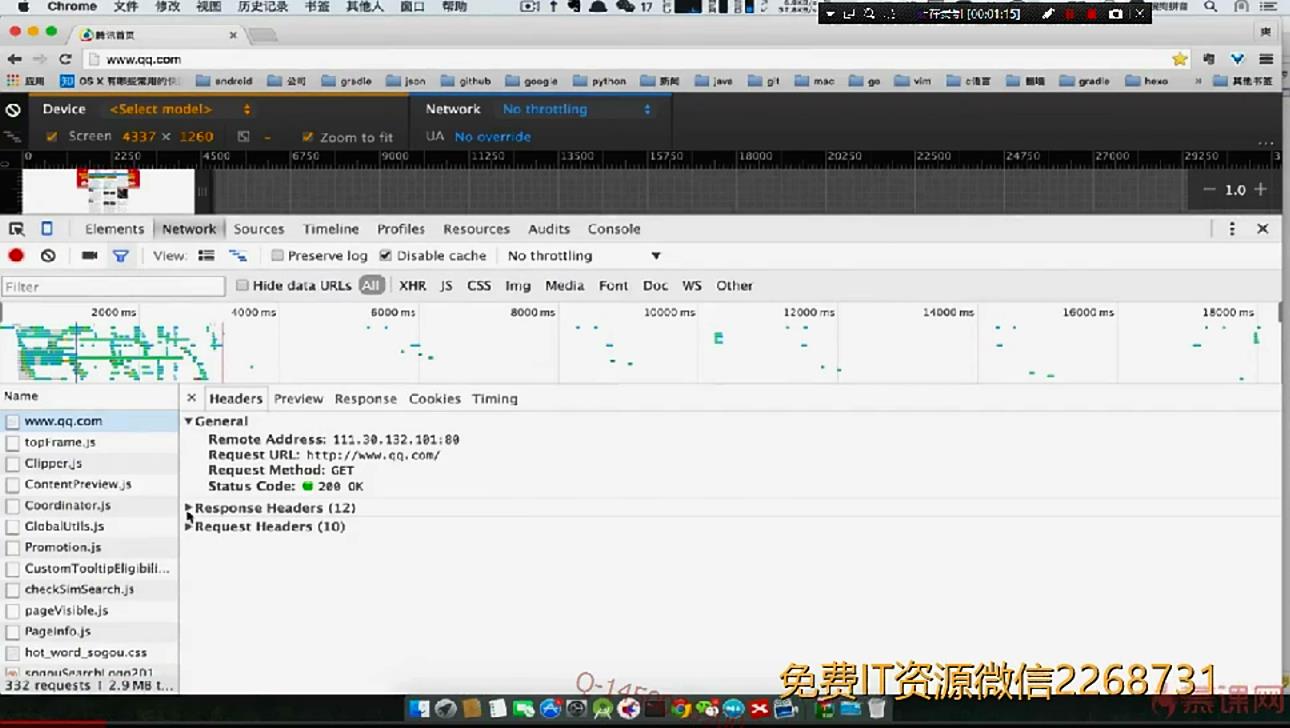 Chrome 文件 修改 视图 历史记录 书签 其他人 窗口 帮助
17
[00:01:15]
腾讯首页
www.qq.com
应用 OS X 有哪些常用的快 android 公司 gradle json github google python 新闻 java git mac go vim c语言 gradle hexo » 其他书签
Device <Select model> Network No throttling
Screen 4337 × 1260 Zoom to fit UA No override
0 2250 4500 6750 9000 11250 13500 15750 18000 20250 22500 24750 27000 29250 3
1.0
Elements Network Sources Timeline Profiles Resources Audits Console
View: Preserve log Disable cache No throttling
Filter Hide data URLs All XHR JS CSS Img Media Font Doc WS Other
2000 ms 4000 ms 6000 ms 8000 ms 10000 ms 12000 ms 14000 ms 16000 ms 18000 ms
Name × Headers Preview Response Cookies Timing
www.qq.com
topFrame.js
Clipper.js
ContentPreview.js
Coordinator.js
GlobalUtils.js
Promotion.js
CustomTooltipEligibili...
checkSimSearch.js
pageVisible.js
PageInfo.js
hot_word_sogou.css
sogouSearchLogo201
332 requests | 2.9 MB t...
General
Remote Address: 111.30.132.101:80
Request URL: http://www.qq.com/
Request Method: GET
Status Code: 200 OK
Response Headers (12)
Request Headers (10)
免费IT资源微信2268731
慕课网